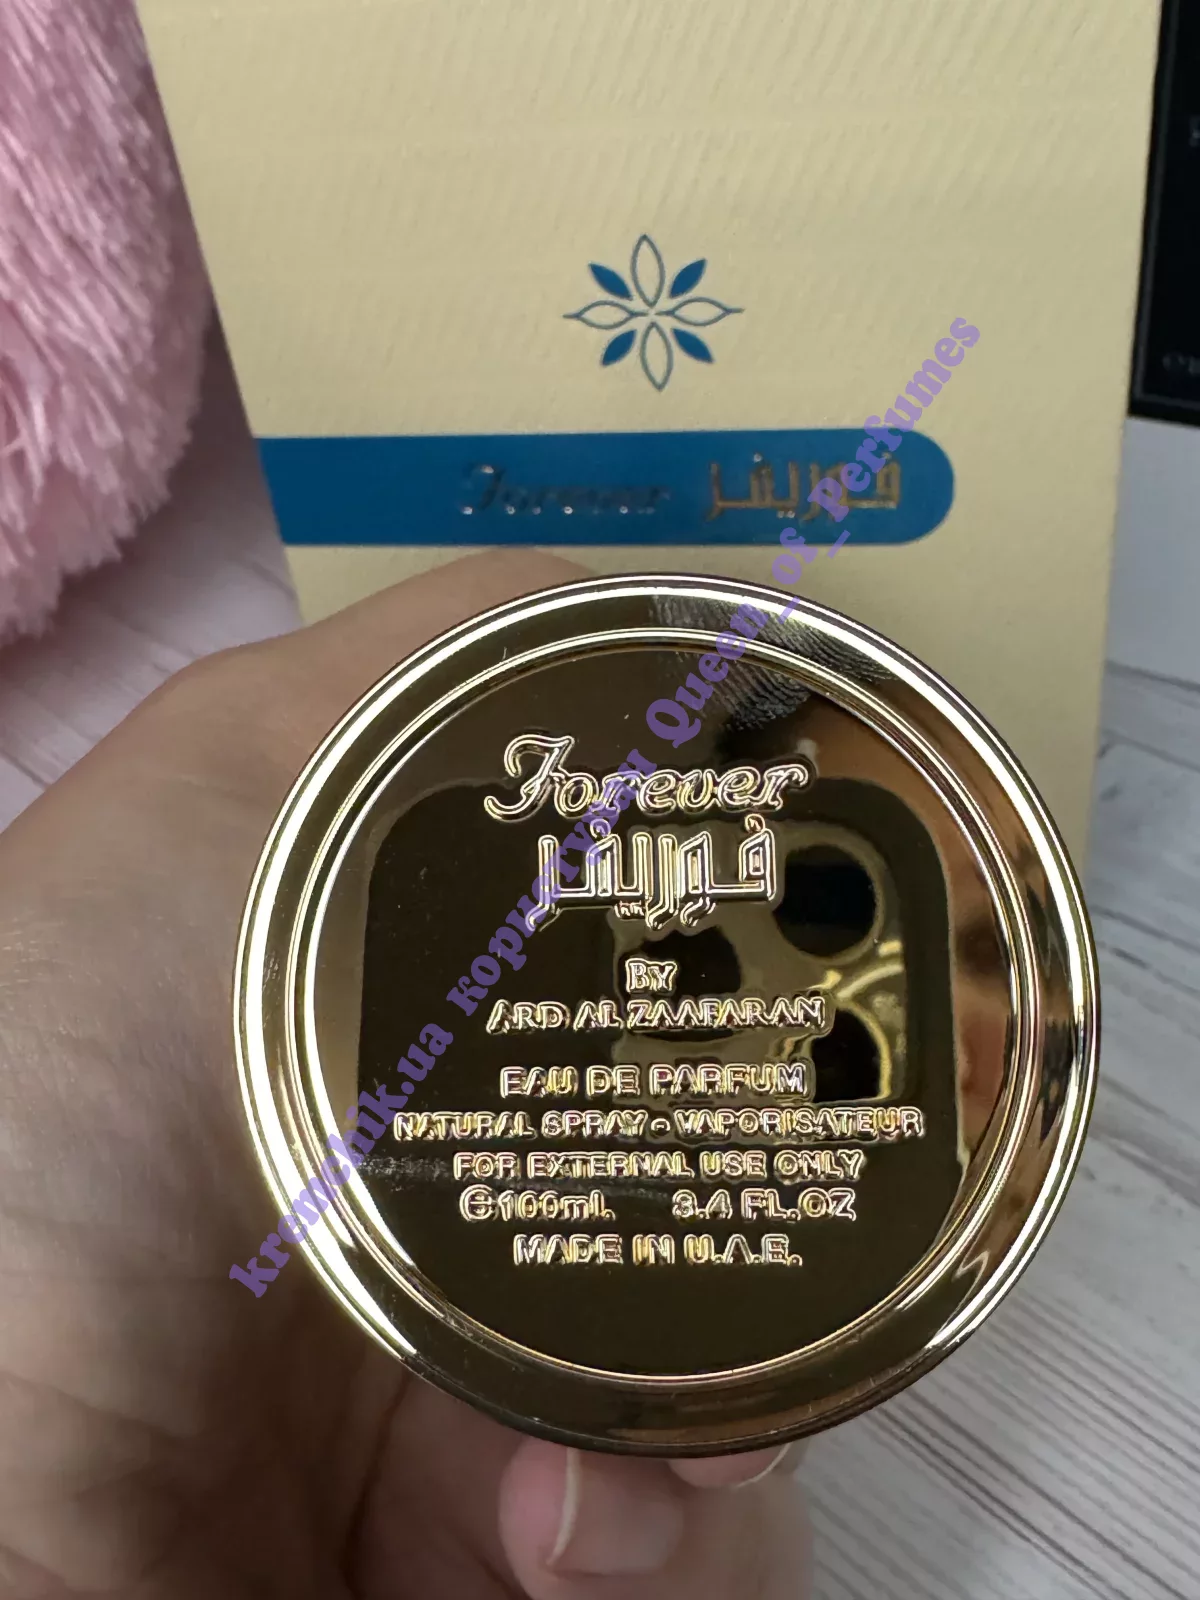 Forever فوريفر
Forever
فوريفر
BY
ARD AL ZAAFARAN
EAU DE PARFUM
NATURAL SPRAY - VAPORISATEUR
FOR EXTERNAL USE ONLY
e 100ml. 3.4 FL.OZ
MADE IN U.A.E.
kremchik.ua користувач Queen_of_Perfumes